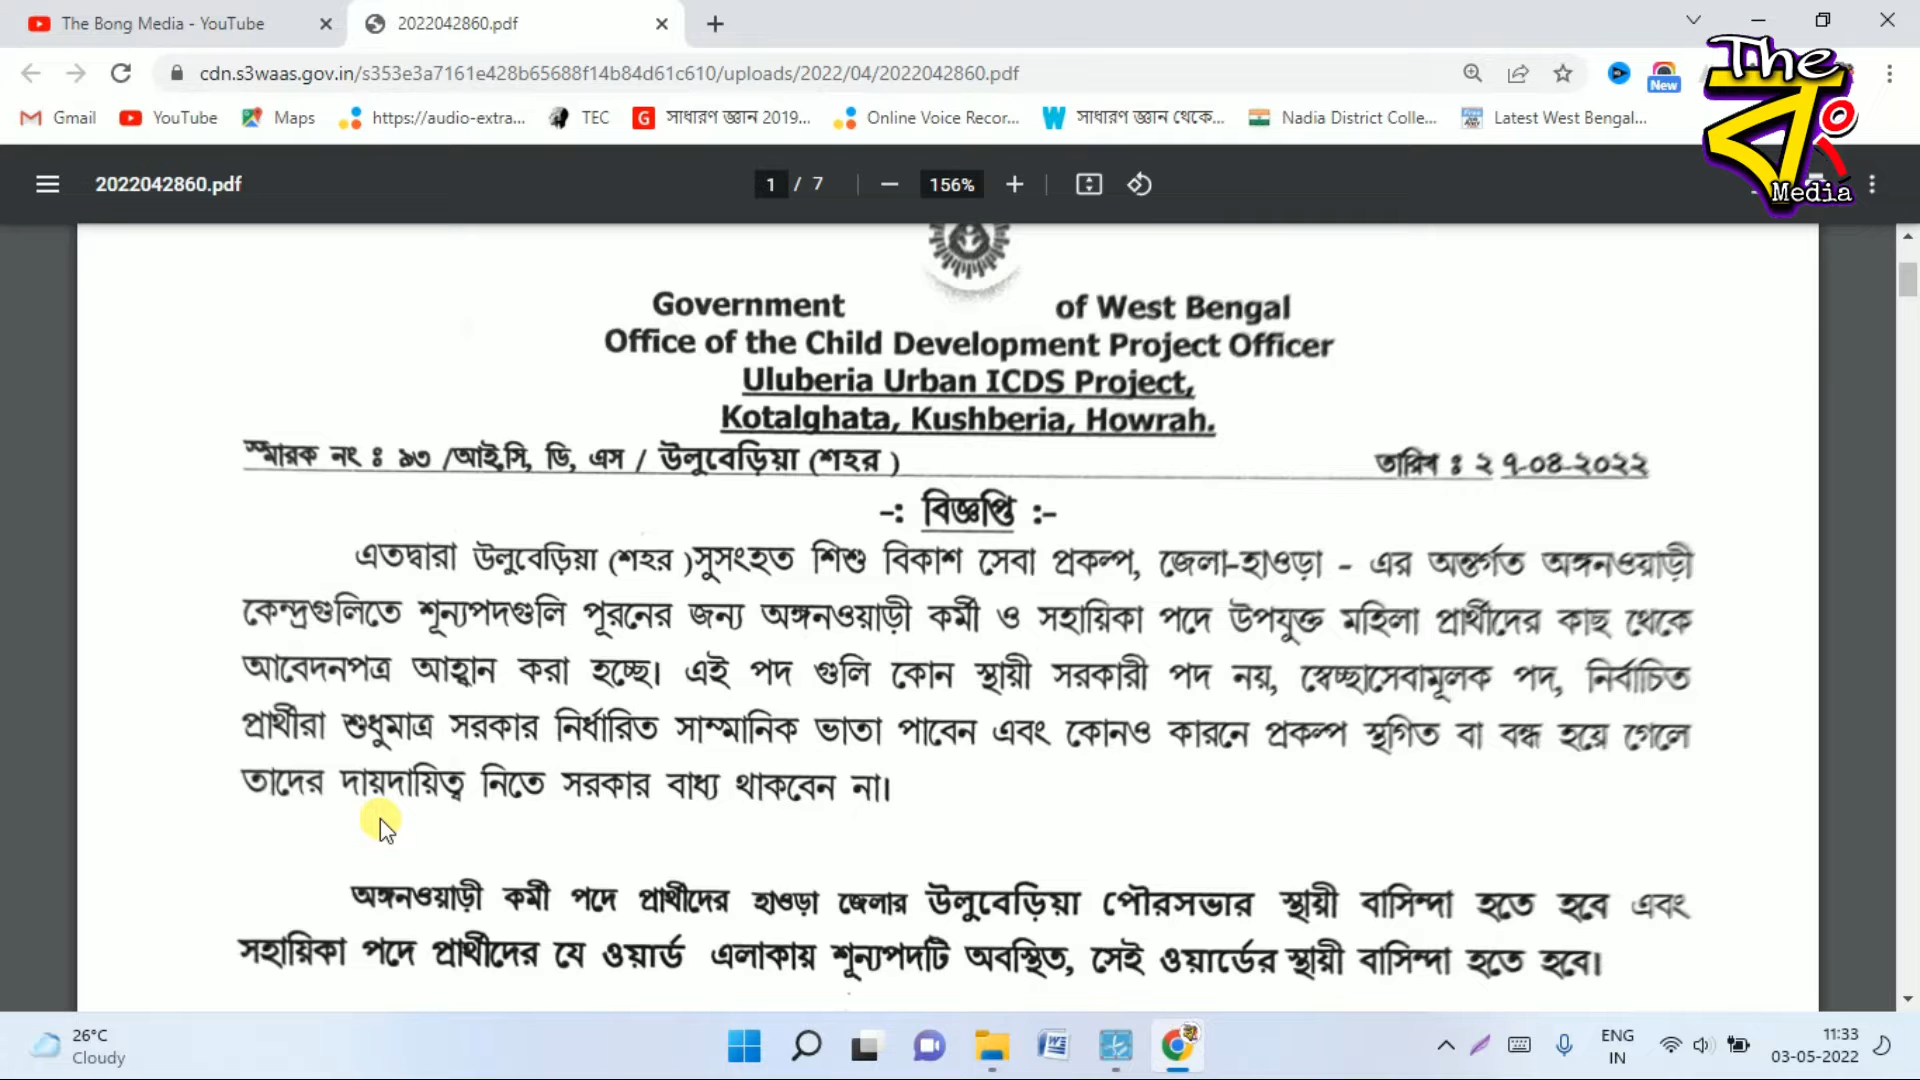 The Bong Media - YouTube
2022042860.pdf
cdn.s3waas.gov.in/s353e3a7161e428b65688f14b84d61c610/uploads/2022/04/2022042860.pdf
New
Gmail YouTube Maps https://audio-extra... TEC সাধারণ জ্ঞান 2019... Online Voice Recor... সাধারণ জ্ঞান থেকে... Nadia District Colle... Latest West Bengal...
The
বং
Media
2022042860.pdf 1 / 7 156%
Government of West Bengal
Office of the Child Development Project Officer
Uluberia Urban ICDS Project,
Kotalghata, Kushberia, Howrah.
স্মারক নং ঃ ৯৩ /আই,সি, ডি, এস / উলুবেড়িয়া (শহর ) তারিখ ঃ ২ ৭-০৪-২০২২
-: বিজ্ঞপ্তি :-
এতদ্বারা উলুবেড়িয়া (শহর )সুসংহত শিশু বিকাশ সেবা প্রকল্প, জেলা-হাওড়া - এর অন্তর্গত অঙ্গনওয়াড়ী
কেন্দ্রগুলিতে শূন্যপদগুলি পূরনের জন্য অঙ্গনওয়াড়ী কর্মী ও সহায়িকা পদে উপযুক্ত মহিলা প্রার্থীদের কাছ থেকে
আবেদনপত্র আহ্বান করা হচ্ছে। এই পদ গুলি কোন স্থায়ী সরকারী পদ নয়, স্বেচ্ছাসেবামূলক পদ, নির্বাচিত
প্রার্থীরা শুধুমাত্র সরকার নির্ধারিত সাম্মানিক ভাতা পাবেন এবং কোনও কারনে প্রকল্প স্থগিত বা বন্ধ হয়ে গেলে
তাদের দায়দায়িত্ব নিতে সরকার বাধ্য থাকবেন না।
অঙ্গনওয়াড়ী কর্মী পদে প্রার্থীদের হাওড়া জেলার উলুবেড়িয়া পৌরসভার স্থায়ী বাসিন্দা হতে হবে এবং
সহায়িকা পদে প্রার্থীদের যে ওয়ার্ড এলাকায় শূন্যপদটি অবস্থিত, সেই ওয়ার্ডের স্থায়ী বাসিন্দা হতে হবে।
26°C
Cloudy
ENG
IN
11:33
03-05-2022